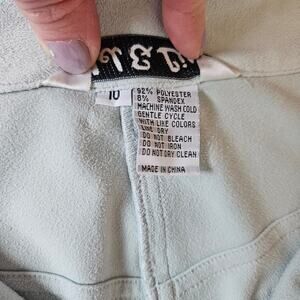 10
92% POLYESTER
8% SPANDEX
MACHINE WASH COLD
GENTLE CYCLE
WITH LIKE COLORS
LINE DRY
DO NOT BLEACH
DO NOT IRON
DO NOT DRY CLEAN
MADE IN CHINA